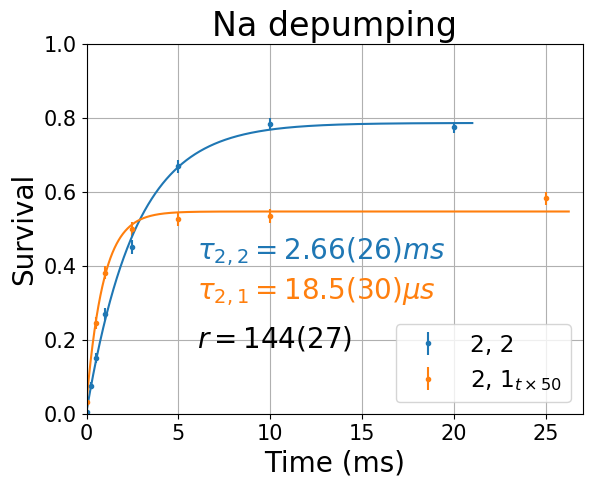 Na depumping
Survival
1.0
0.8
0.6
0.4
0.2
0.0
τ₂,₂ = 2.66(26)ms
τ₂,₁ = 18.5(30)μs
r = 144(27)
2, 2
2, 1ₜ×₅₀
0 5 10 15 20 25
Time (ms)